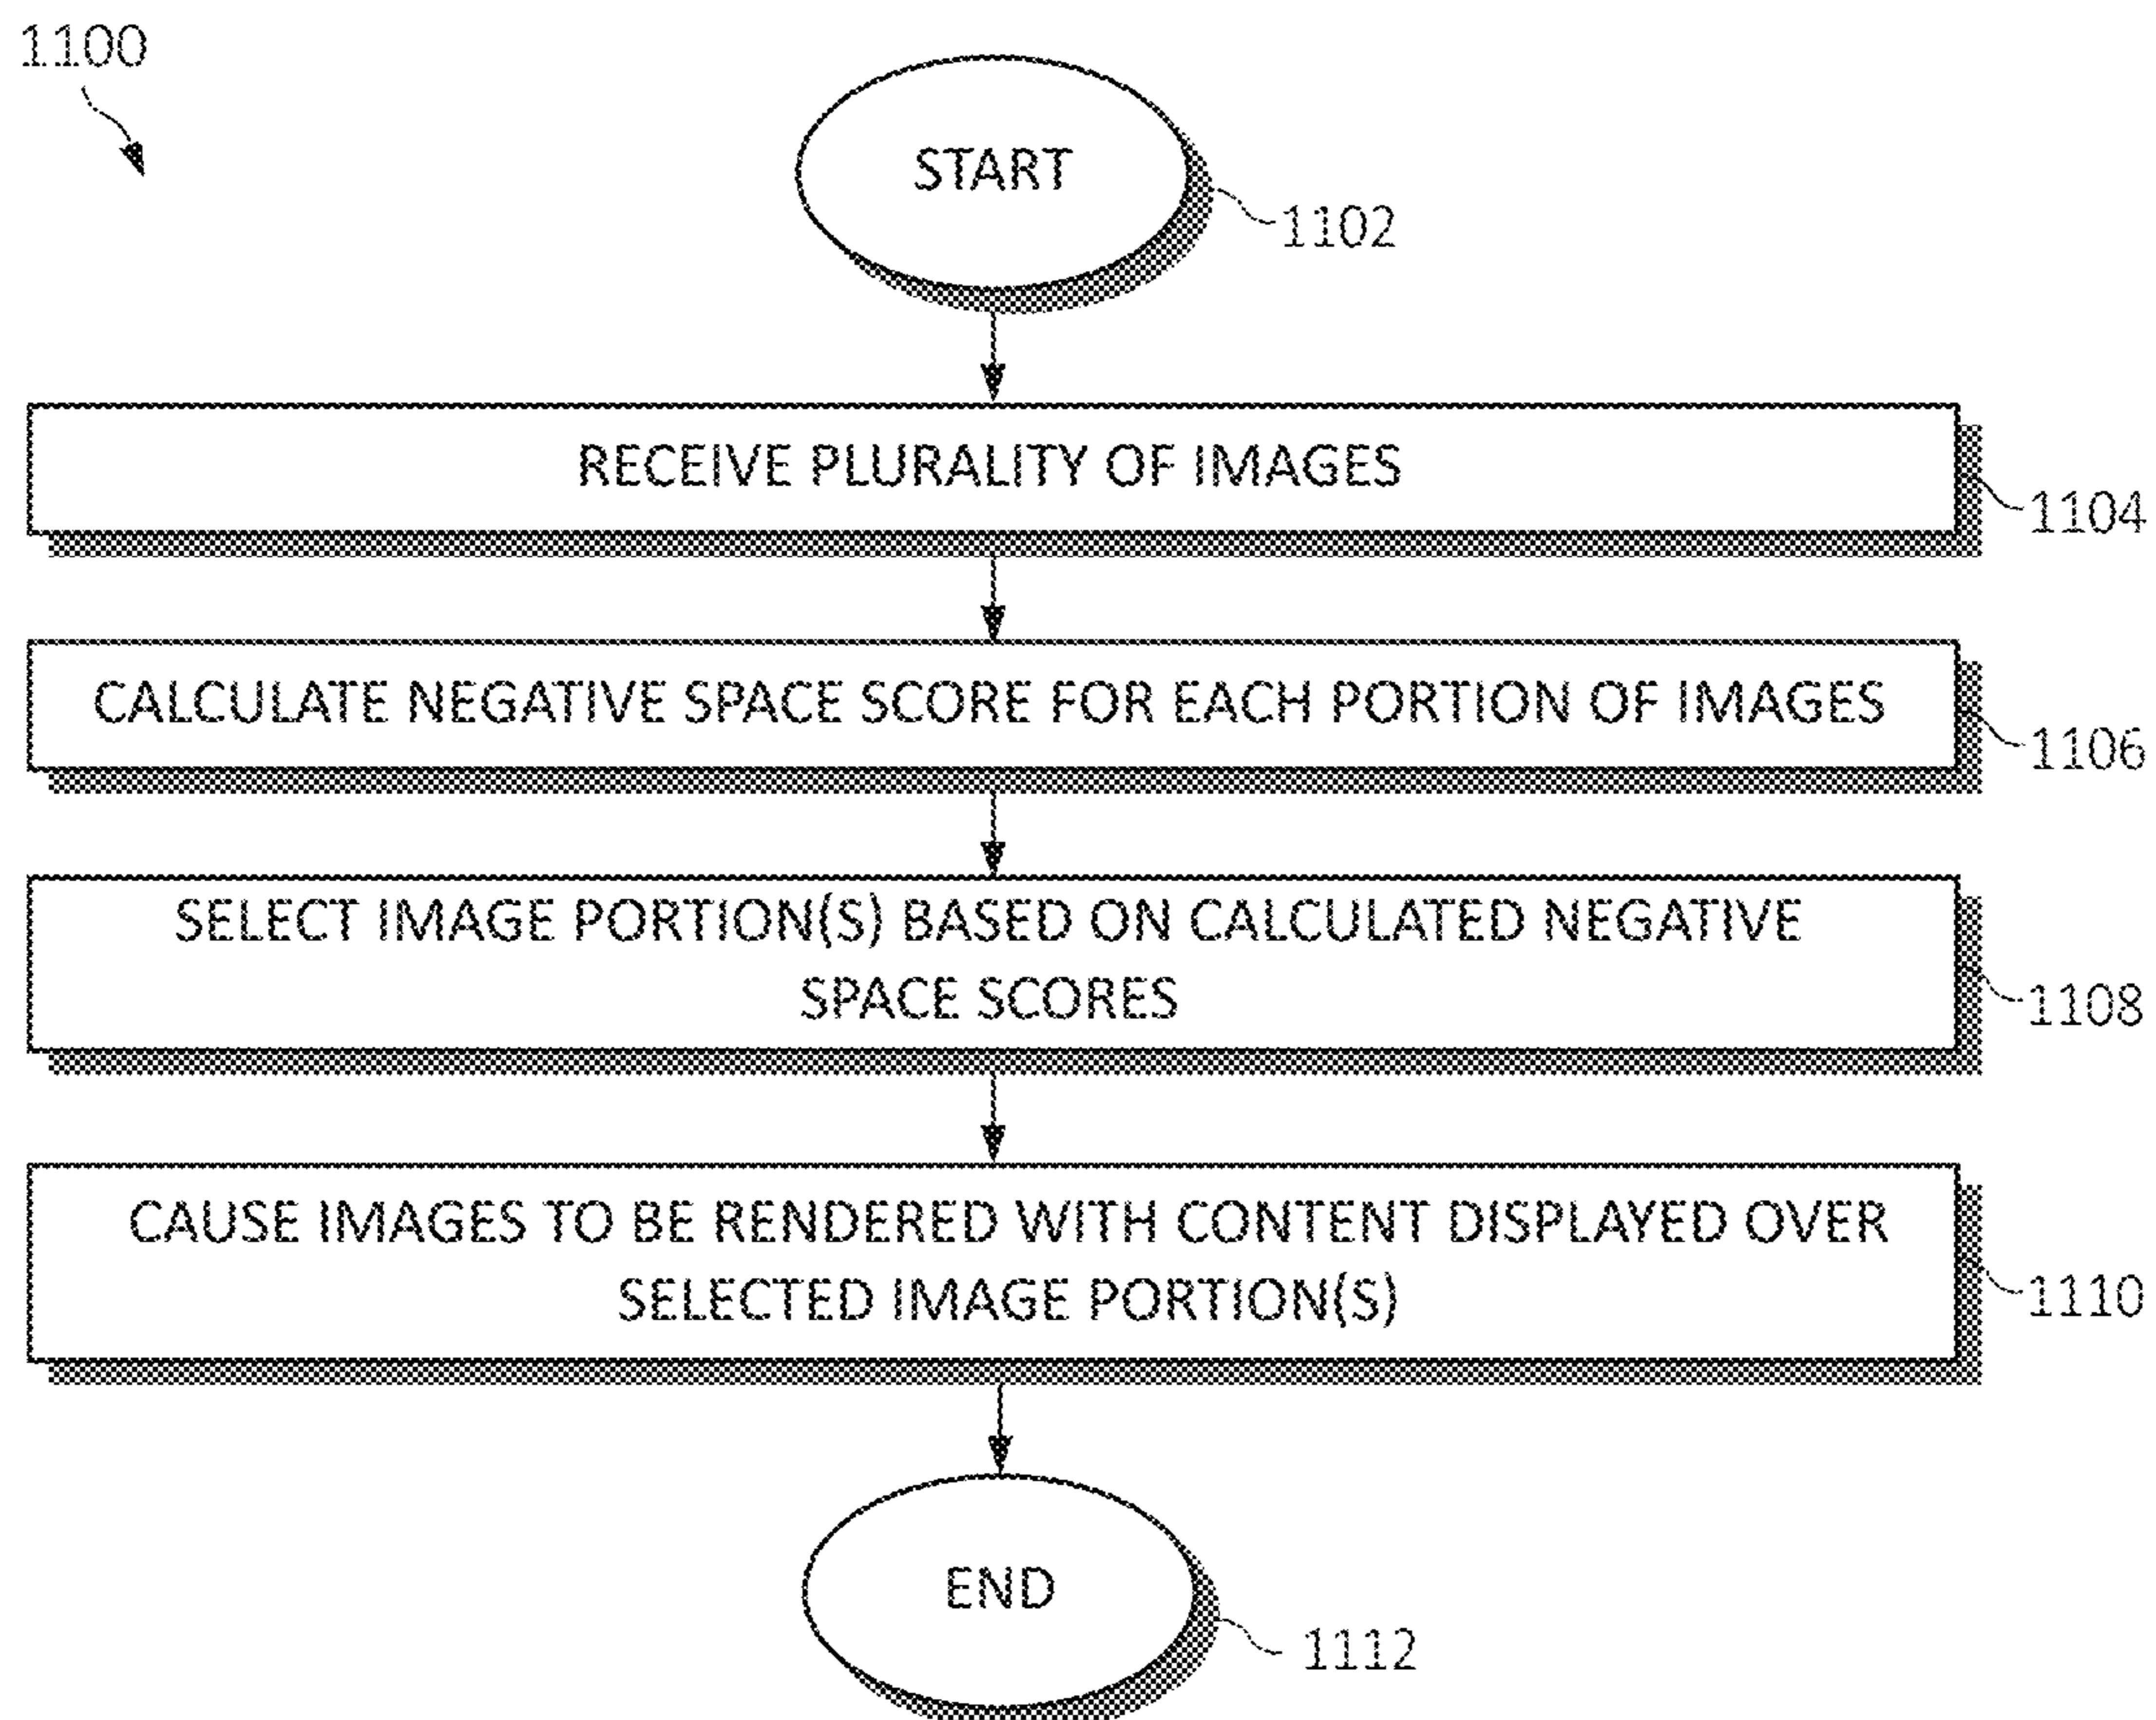 1100
START
1102
RECEIVE PLURALITY OF IMAGES
1104
CALCULATE NEGATIVE SPACE SCORE FOR EACH PORTION OF IMAGES
1106
SELECT IMAGE PORTION(S) BASED ON CALCULATED NEGATIVE
SPACE SCORES
1108
CAUSE IMAGES TO BE RENDERED WITH CONTENT DISPLAYED OVER
SELECTED IMAGE PORTION(S)
1110
END
1112